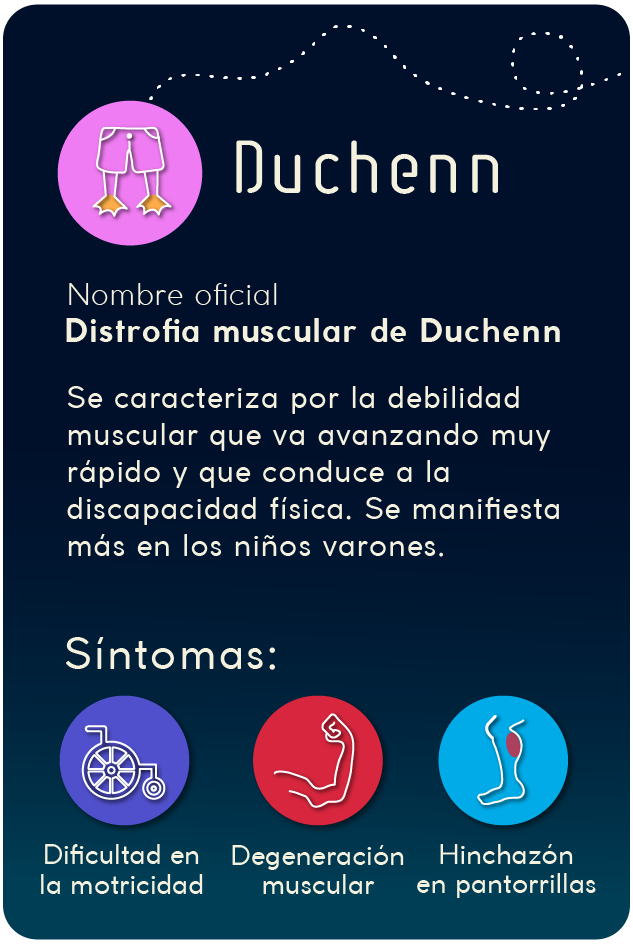 Duchenn
Nombre oficial
Distrofia muscular de Duchenn
Se caracteriza por la debilidad
muscular que va avanzando muy
rápido y que conduce a la
discapacidad física. Se manifiesta
más en los niños varones.
Síntomas:
Dificultad en
la motricidad
Degeneración
muscular
Hinchazón
en pantorrillas